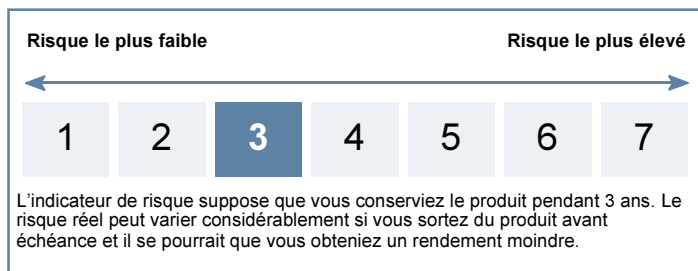 Risque le plus faible Risque le plus élevé
1 2 3 4 5 6 7
L'indicateur de risque suppose que vous conserviez le produit pendant 3 ans. Le
risque réel peut varier considérablement si vous sortez du produit avant
échéance et il se pourrait que vous obteniez un rendement moindre.